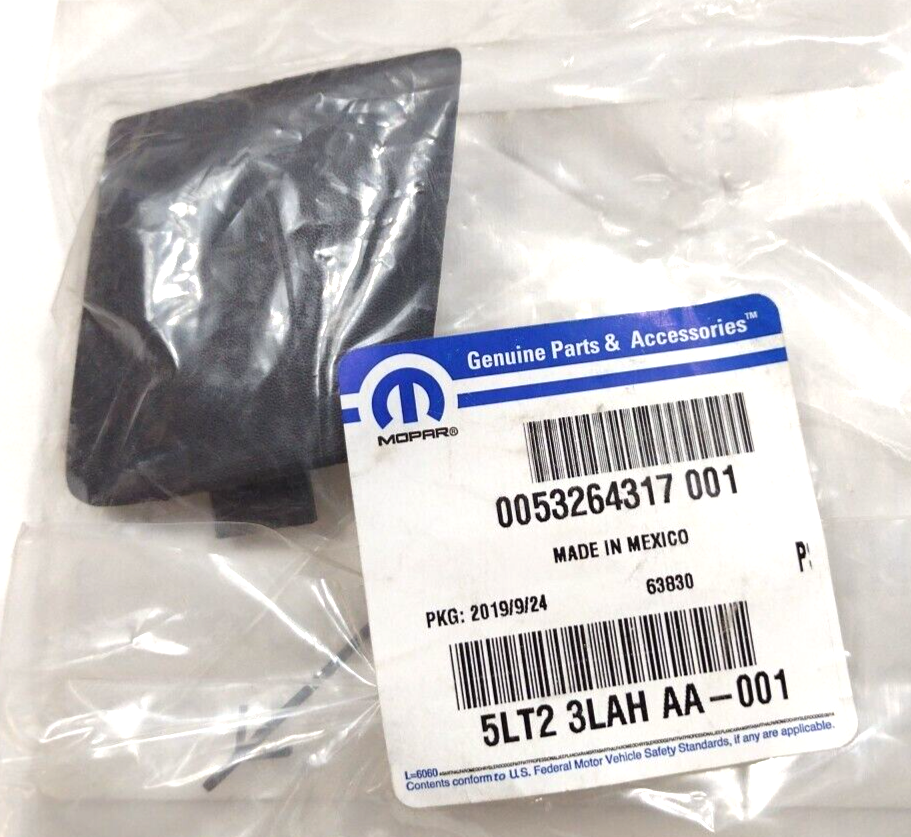 Genuine Parts & Accessories™
MOPAR®
0053264317 001
MADE IN MEXICO
63830
PKG: 2019/9/24
5LT2 3LAH AA-001
L=6060
Contents conform to U.S. Federal Motor Vehicle Safety Standards, if any are applicable.